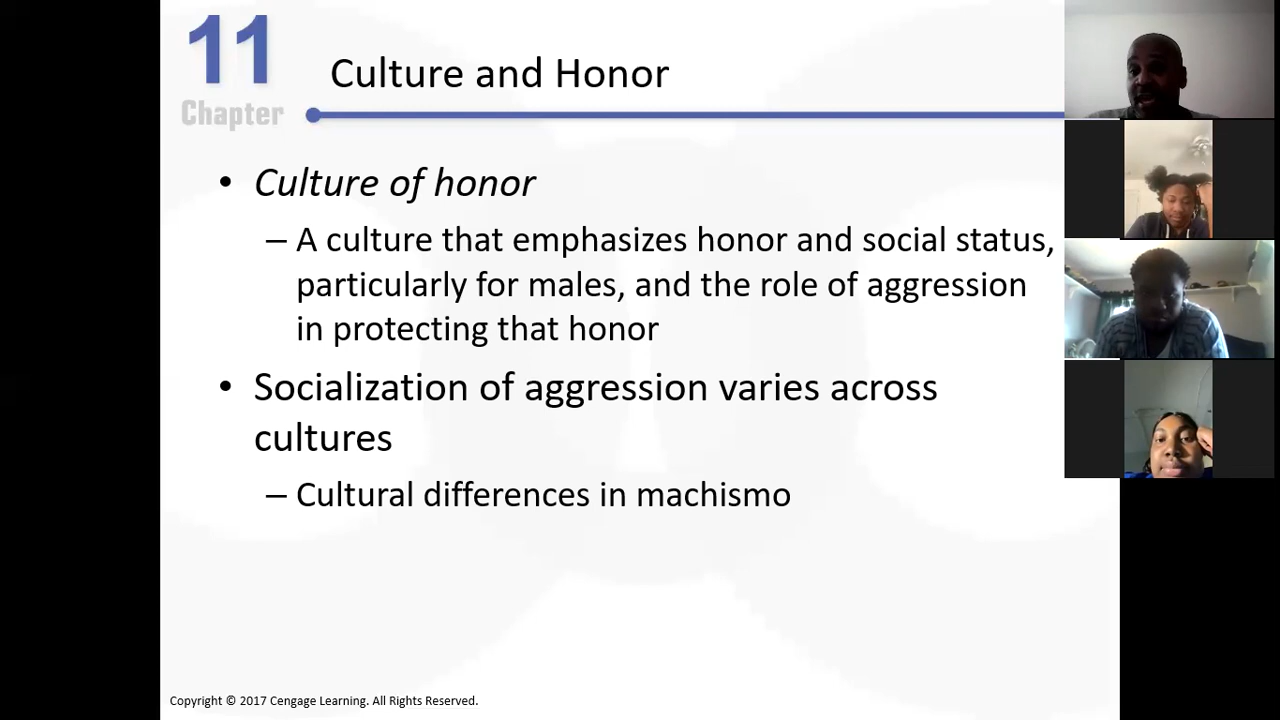 11
Chapter
Culture and Honor
• Culture of honor
– A culture that emphasizes honor and social status,
particularly for males, and the role of aggression
in protecting that honor
• Socialization of aggression varies across
cultures
– Cultural differences in machismo
Copyright © 2017 Cengage Learning. All Rights Reserved.